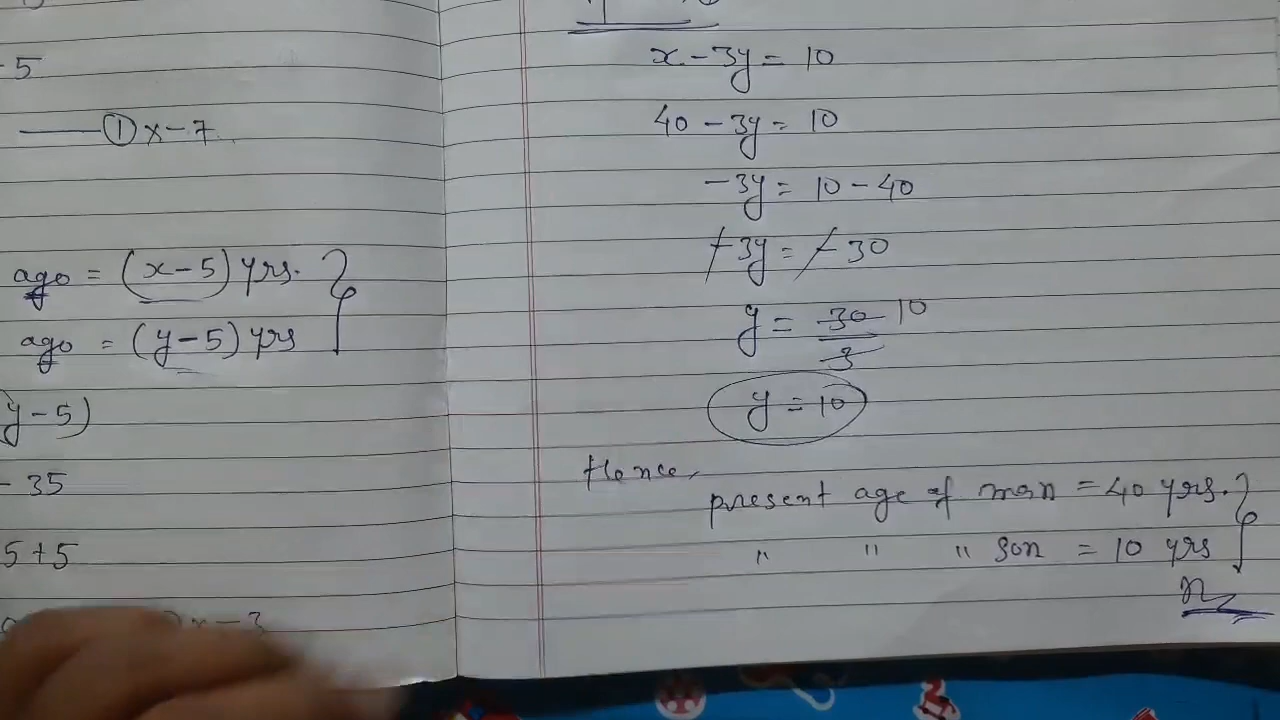 -5
① x-7
ago = (x-5) yrs.
ago = (y-5) yrs
y-5)
- 35
5+5
x-3
x - 3y = 10
40 - 3y = 10
-3y = 10 - 40
-3y = -30
y = 30/3 10
y = 10
Hence,
present age of man = 40 yrs.
" " " son = 10 yrs